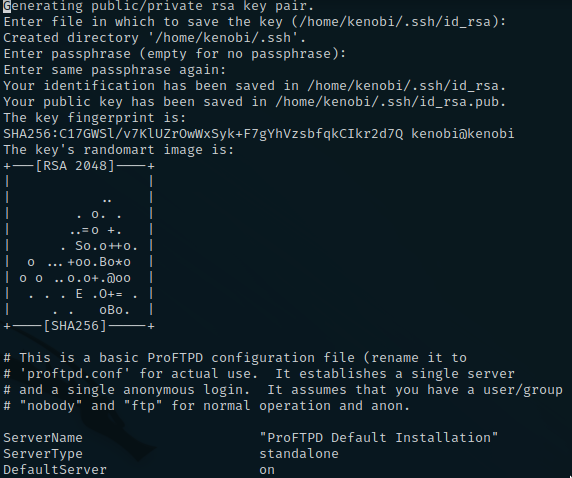 Generating public/private rsa key pair.
Enter file in which to save the key (/home/kenobi/.ssh/id_rsa):
Created directory '/home/kenobi/.ssh'.
Enter passphrase (empty for no passphrase):
Enter same passphrase again:
Your identification has been saved in /home/kenobi/.ssh/id_rsa.
Your public key has been saved in /home/kenobi/.ssh/id_rsa.pub.
The key fingerprint is:
SHA256:C17GWSl/v7KlUZrOwWxSyk+F7gYhVzsbfqkCIkr2d7Q kenobi@kenobi
The key's randomart image is:
+---[RSA 2048]----+
|                 |
|           ..    |
|        . o. .   |
|       ..=o +.   |
|      . So.o++o. |
|  o ...+oo.Bo*o  |
| o o ..o.o+.@oo  |
|  . . . E .O+= . |
|     . .   oBo.  |
+----[SHA256]-----+
# This is a basic ProFTPD configuration file (rename it to
# 'proftpd.conf' for actual use.  It establishes a single server
# and a single anonymous login.  It assumes that you have a user/group
# "nobody" and "ftp" for normal operation and anon.
ServerName                      "ProFTPD Default Installation"
ServerType                      standalone
DefaultServer                   on